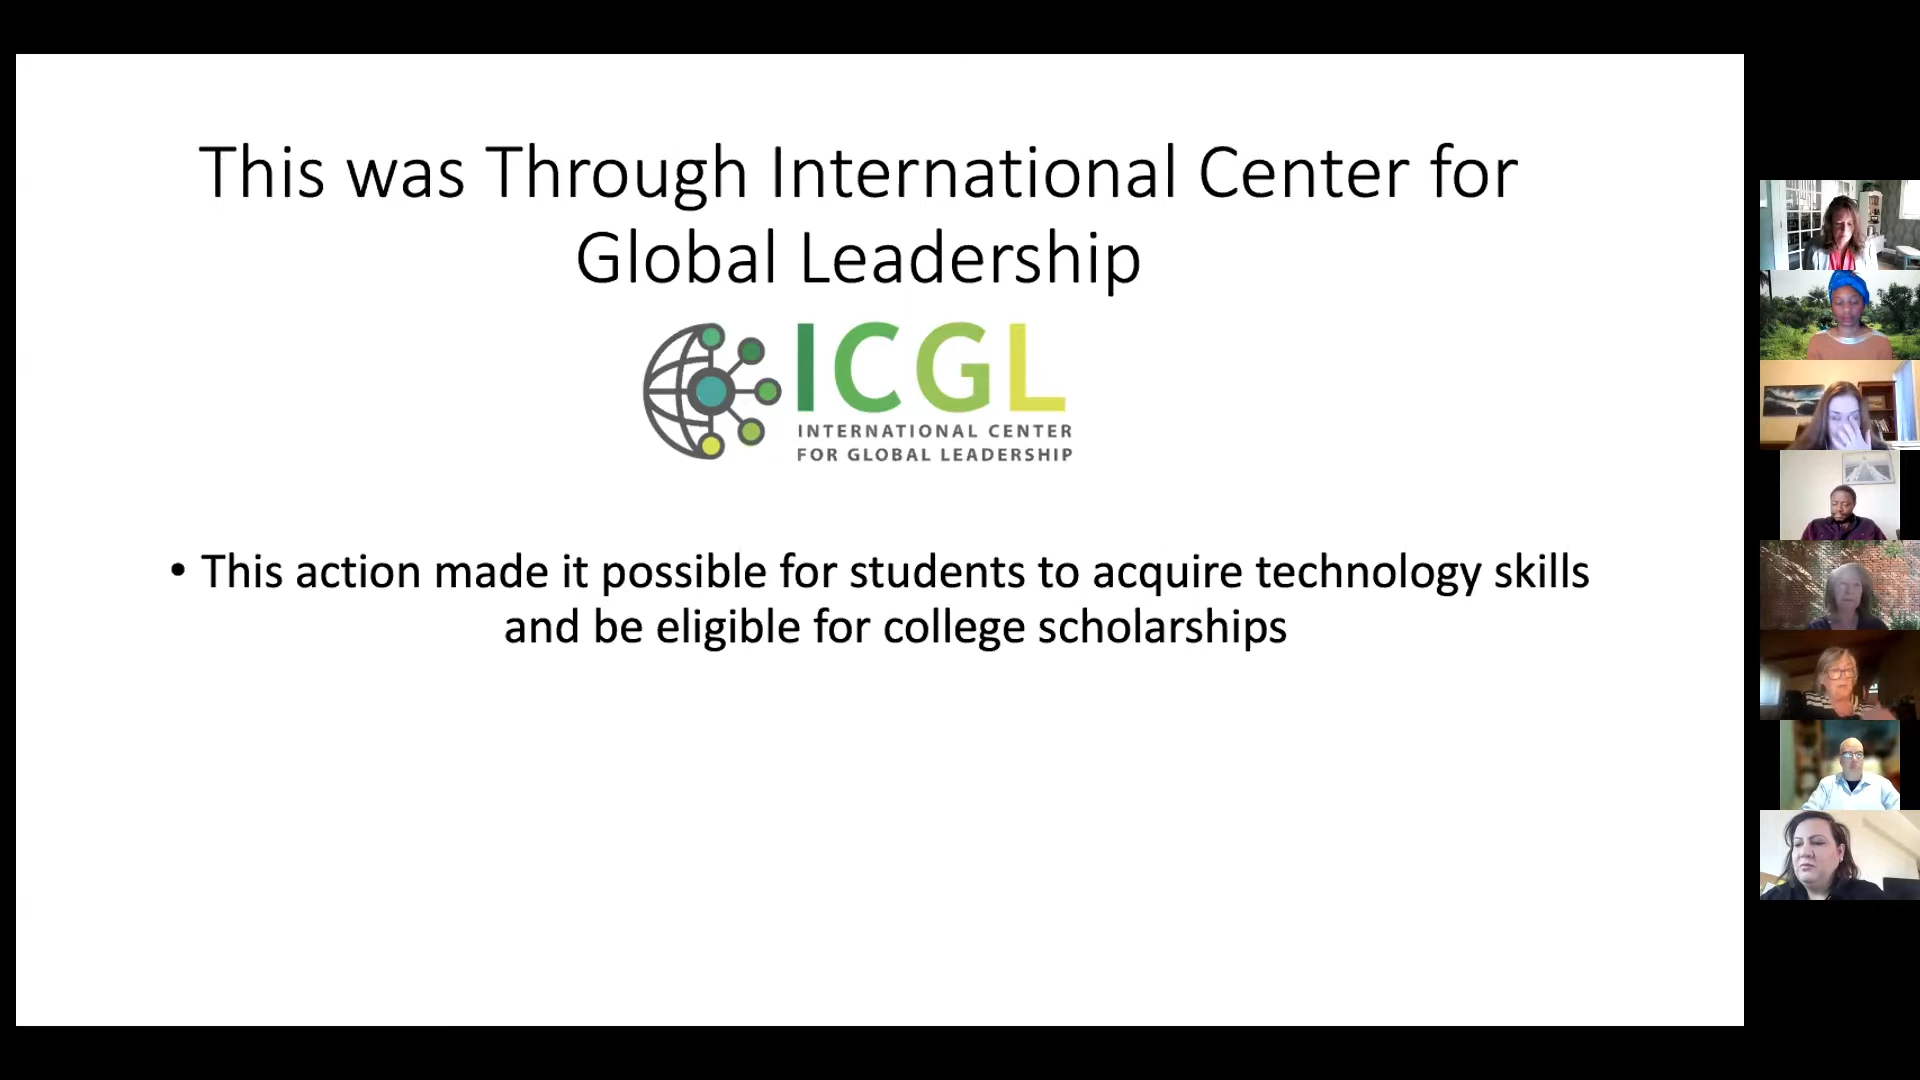 This was Through International Center for
Global Leadership
ICGL
INTERNATIONAL CENTER
FOR GLOBAL LEADERSHIP
• This action made it possible for students to acquire technology skills
and be eligible for college scholarships